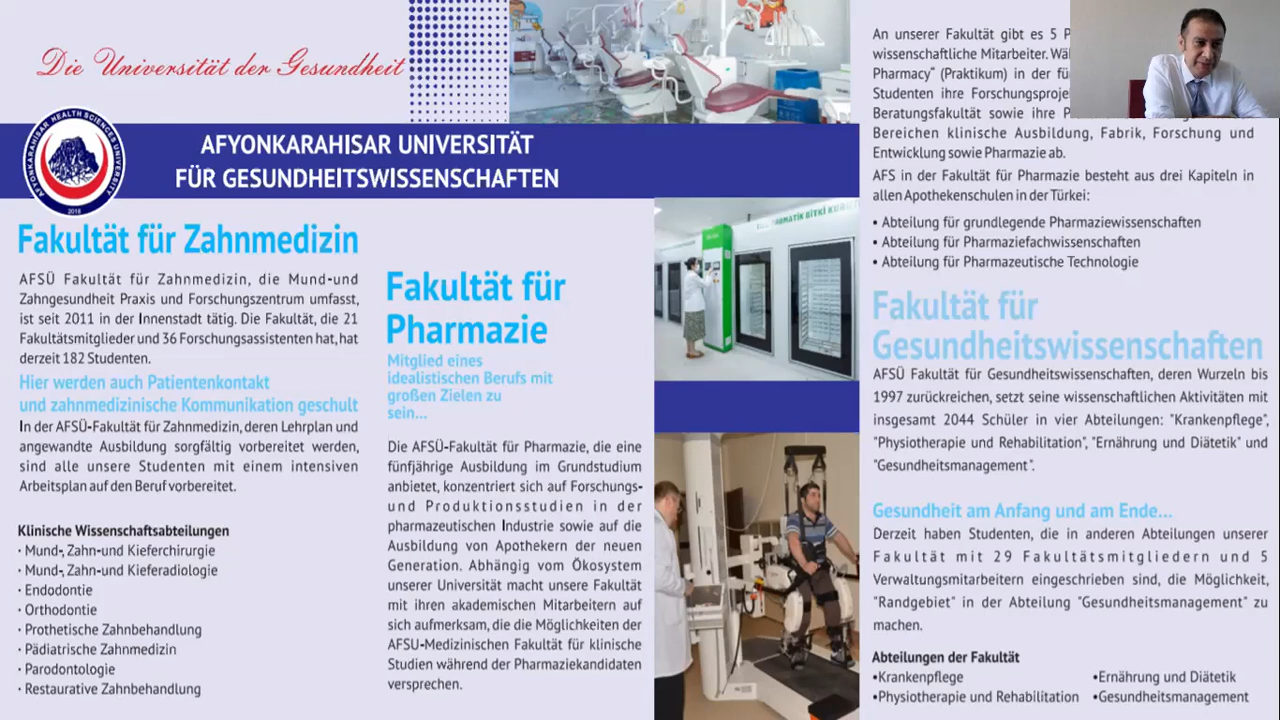 Die Universität der Gesundheit
AFYONKARAHISAR HEALTH SCIENCES UNIVERSITY
2018
AFYONKARAHISAR UNIVERSITÄT
FÜR GESUNDHEITSWISSENSCHAFTEN
Fakultät für Zahnmedizin
AFSÜ Fakultät für Zahnmedizin, die Mund-und
Zahngesundheit Praxis und Forschungszentrum umfasst,
ist seit 2011 in der Innenstadt tätig. Die Fakultät, die 21
Fakultätsmitglieder und 36 Forschungsassistenten hat, hat
derzeit 182 Studenten.
Hier werden auch Patientenkontakt
und zahnmedizinische Kommunikation geschult
In der AFSÜ-Fakultät für Zahnmedizin, deren Lehrplan und
angewandte Ausbildung sorgfältig vorbereitet werden,
sind alle unsere Studenten mit einem intensiven
Arbeitsplan auf den Beruf vorbereitet.
Klinische Wissenschaftsabteilungen
· Mund-, Zahn-und Kieferchirurgie
· Mund-, Zahn-und Kieferadiologie
· Endodontie
· Orthodontie
· Prothetische Zahnbehandlung
· Pädiatrische Zahnmedizin
· Parodontologie
· Restaurative Zahnbehandlung
Fakultät für
Pharmazie
Mitglied eines
idealistischen Berufs mit
großen Zielen zu
sein...
Die AFSÜ-Fakultät für Pharmazie, die eine
fünfjährige Ausbildung im Grundstudium
anbietet, konzentriert sich auf Forschungs-
und Produktionsstudien in der
pharmazeutischen Industrie sowie auf die
Ausbildung von Apothekern der neuen
Generation. Abhängig vom Ökosystem
unserer Universität macht unsere Fakultät
mit ihren akademischen Mitarbeitern auf
sich aufmerksam, die die Möglichkeiten der
AFSU-Medizinischen Fakultät für klinische
Studien während der Pharmaziekandidaten
versprechen.
BİTKİ
An unserer Fakultät gibt es 5
wissenschaftliche Mitarbeiter.
Pharmacy“ (Praktikum) in der
Studenten ihre
Beratungsfakultät sowie ihre
Bereichen klinische Ausbildung, Fabrik, Forschung und
Entwicklung sowie Pharmazie ab.
AFS in der Fakultät für Pharmazie besteht aus drei Kapiteln in
allen Apothekenschulen in der Türkei:
• Abteilung für grundlegende Pharmaziewissenschaften
• Abteilung für Pharmaziefachwissenschaften
• Abteilung für Pharmazeutische Technologie
Fakultät für
Gesundheitswissenschaften
AFSÜ Fakultät für Gesundheitswissenschaften, deren Wurzeln bis
1997 zurückreichen, setzt seine wissenschaftlichen Aktivitäten mit
insgesamt 2044 Schüler in vier Abteilungen: "Krankenpflege",
"Physiotherapie und Rehabilitation", "Ernährung und Diätetik" und
"Gesundheitsmanagement".
Gesundheit am Anfang und am Ende...
Derzeit haben Studenten, die in anderen Abteilungen unserer
Fakultät mit 29 Fakultätsmitgliedern und 5
Verwaltungsmitarbeitern eingeschrieben sind, die Möglichkeit,
"Randgebiet" in der Abteilung "Gesundheitsmanagement" zu
machen.
Abteilungen der Fakultät
•Krankenpflege •Ernährung und Diätetik
•Physiotherapie und Rehabilitation •Gesundheitsmanagement